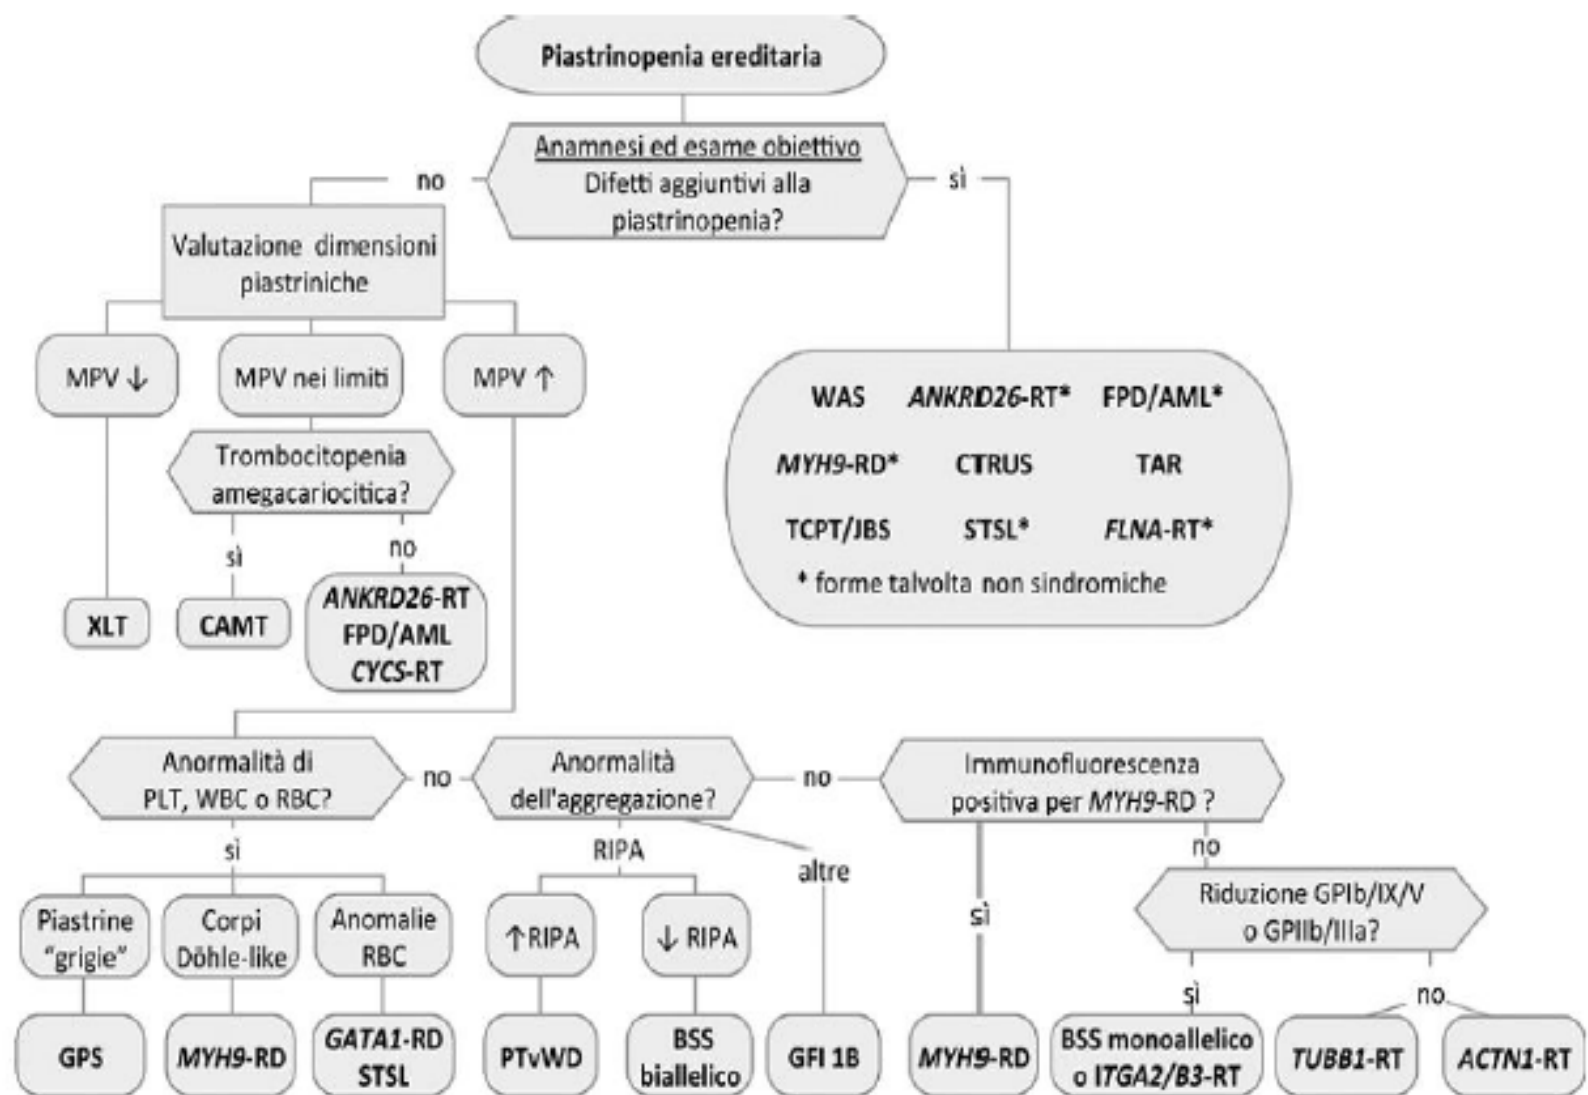 Piastrinopenia ereditaria
Anamnesi ed esame obiettivo
Difetti aggiuntivi alla
piastrinopenia?
no
sì
Valutazione dimensioni
piastriniche
MPV ↓
MPV nei limiti
MPV ↑
WAS
ANKRD26-RT*
FPD/AML*
MYH9-RD*
CTRUS
TAR
TCPT/JBS
STSL*
FLNA-RT*
* forme talvolta non sindromiche
Trombocitopenia
amegacariocitica?
sì
no
XLT
CAMT
ANKRD26-RT
FPD/AML
CYCS-RT
Anormalità di
PLT, WBC o RBC?
no
Anormalità
dell'aggregazione?
no
Immunofluorescenza
positiva per MYH9-RD ?
sì
RIPA
altre
sì
no
Piastrine
"grigie"
Corpi
Döhle-like
Anomalie
RBC
↑RIPA
↓ RIPA
Riduzione GPIb/IX/V
o GPIIb/IIIa?
sì
no
GPS
MYH9-RD
GATA1-RD
STSL
PTvWD
BSS
biallelico
GFI 1B
MYH9-RD
BSS monoallelico
o ITGA2/B3-RT
TUBB1-RT
ACTN1-RT